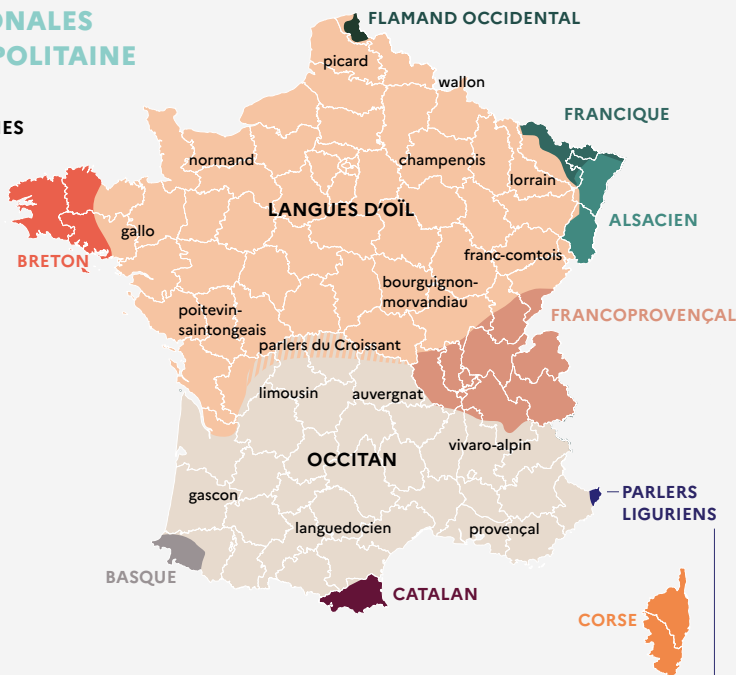 ONALES
POLITAINE
FLAMAND OCCIDENTAL
picard
wallon
FRANCIQUE
ES
normand
champenois
lorrain
LANGUES D’OÏL
ALSACIEN
gallo
BRETON
franc-comtois
bourguignon-
morvandiau
poitevin-
saintongeais
FRANCOPROVENÇAL
parlers du Croissant
limousin
auvergnat
vivaro-alpin
OCCITAN
gascon
PARLERS
LIGURIENS
languedocien
provençal
BASQUE
CATALAN
CORSE